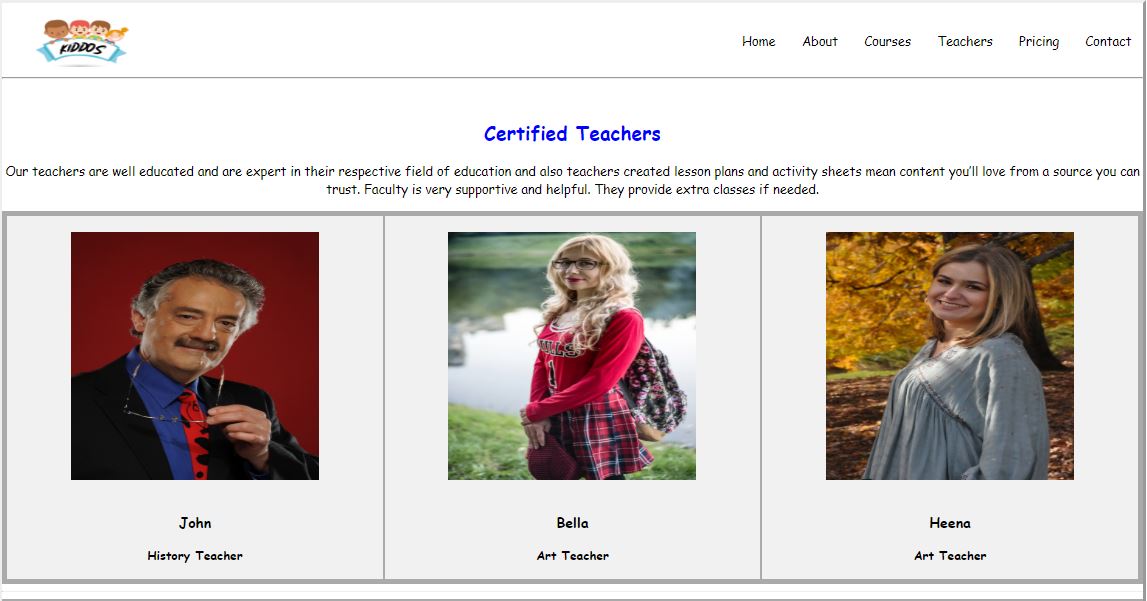 KIDDOS
Home About Courses Teachers Pricing Contact
Certified Teachers
Our teachers are well educated and are expert in their respective field of education and also teachers created lesson plans and activity sheets mean content you’ll love from a source you can
trust. Faculty is very supportive and helpful. They provide extra classes if needed.
ULLS
1
John Bella Heena
History Teacher Art Teacher Art Teacher